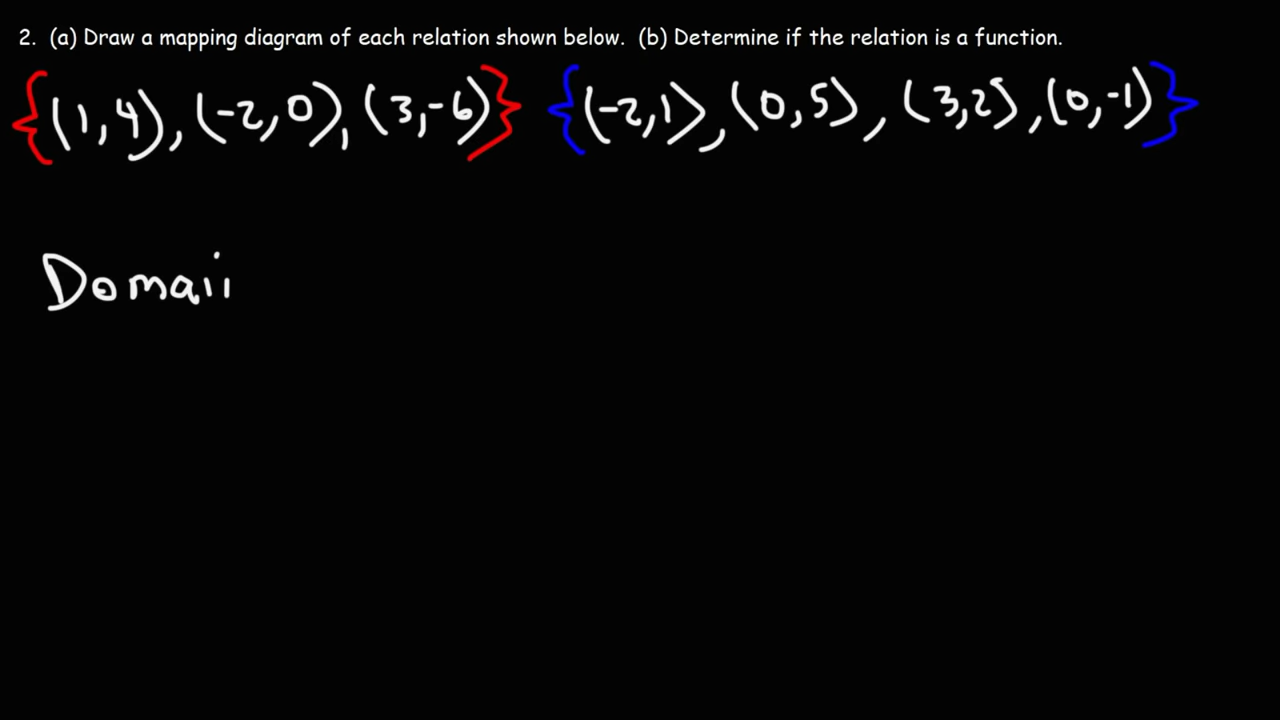 2. (a) Draw a mapping diagram of each relation shown below. (b) Determine if the relation is a function.
{(1,4), (-2,0), (3,-6)} {(-2,1), (0,5), (3,2), (0,-1)}
Domaii